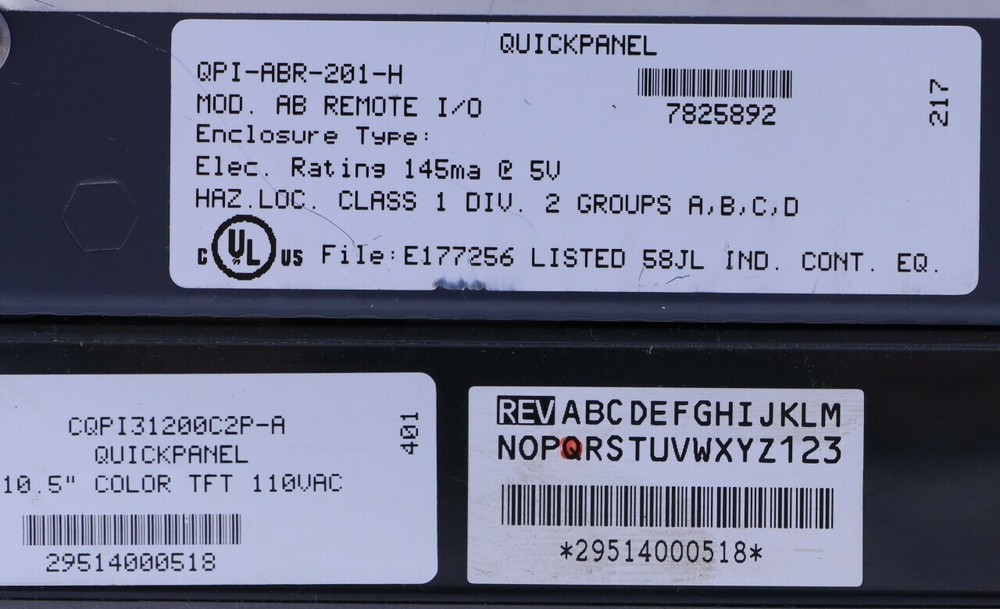 QUICKPANEL
QPI-ABR-201-H
MOD. AB REMOTE I/O
7825892
217
Enclosure Type:
Elec. Rating 145ma @ 5V
HAZ.LOC. CLASS 1 DIV. 2 GROUPS A,B,C,D
C UL US File:E177256 LISTED 58JL IND. CONT. EQ.
CQPI31200C2P-A
401
QUICKPANEL
10.5" COLOR TFT 110VAC
29514000518
REV ABCDEFGHIJKLM
NOPQRSTUVWXYZ123
*29514000518*